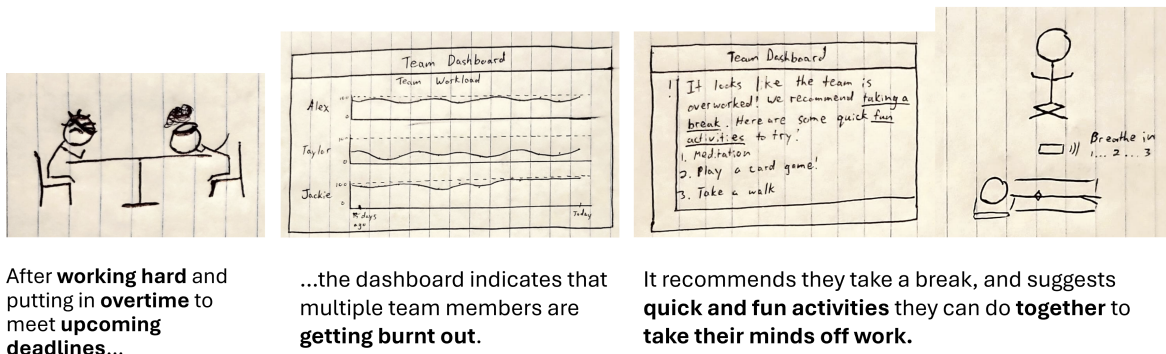 After working hard and
putting in overtime to
meet upcoming
deadlines...
Team Dashboard
Team Workload
Alex
100
0
Taylor
100
0
Jackie
100
0
days
ago
Today
...the dashboard indicates that
multiple team members are
getting burnt out.
Team Dashboard
! It looks like the team is
overworked! We recommend taking a
break. Here are some quick fun
activities to try!
1. Meditation
2. Play a card game!
3. Take a walk
Breathe in
1... 2... 3
It recommends they take a break, and suggests
quick and fun activities they can do together to
take their minds off work.